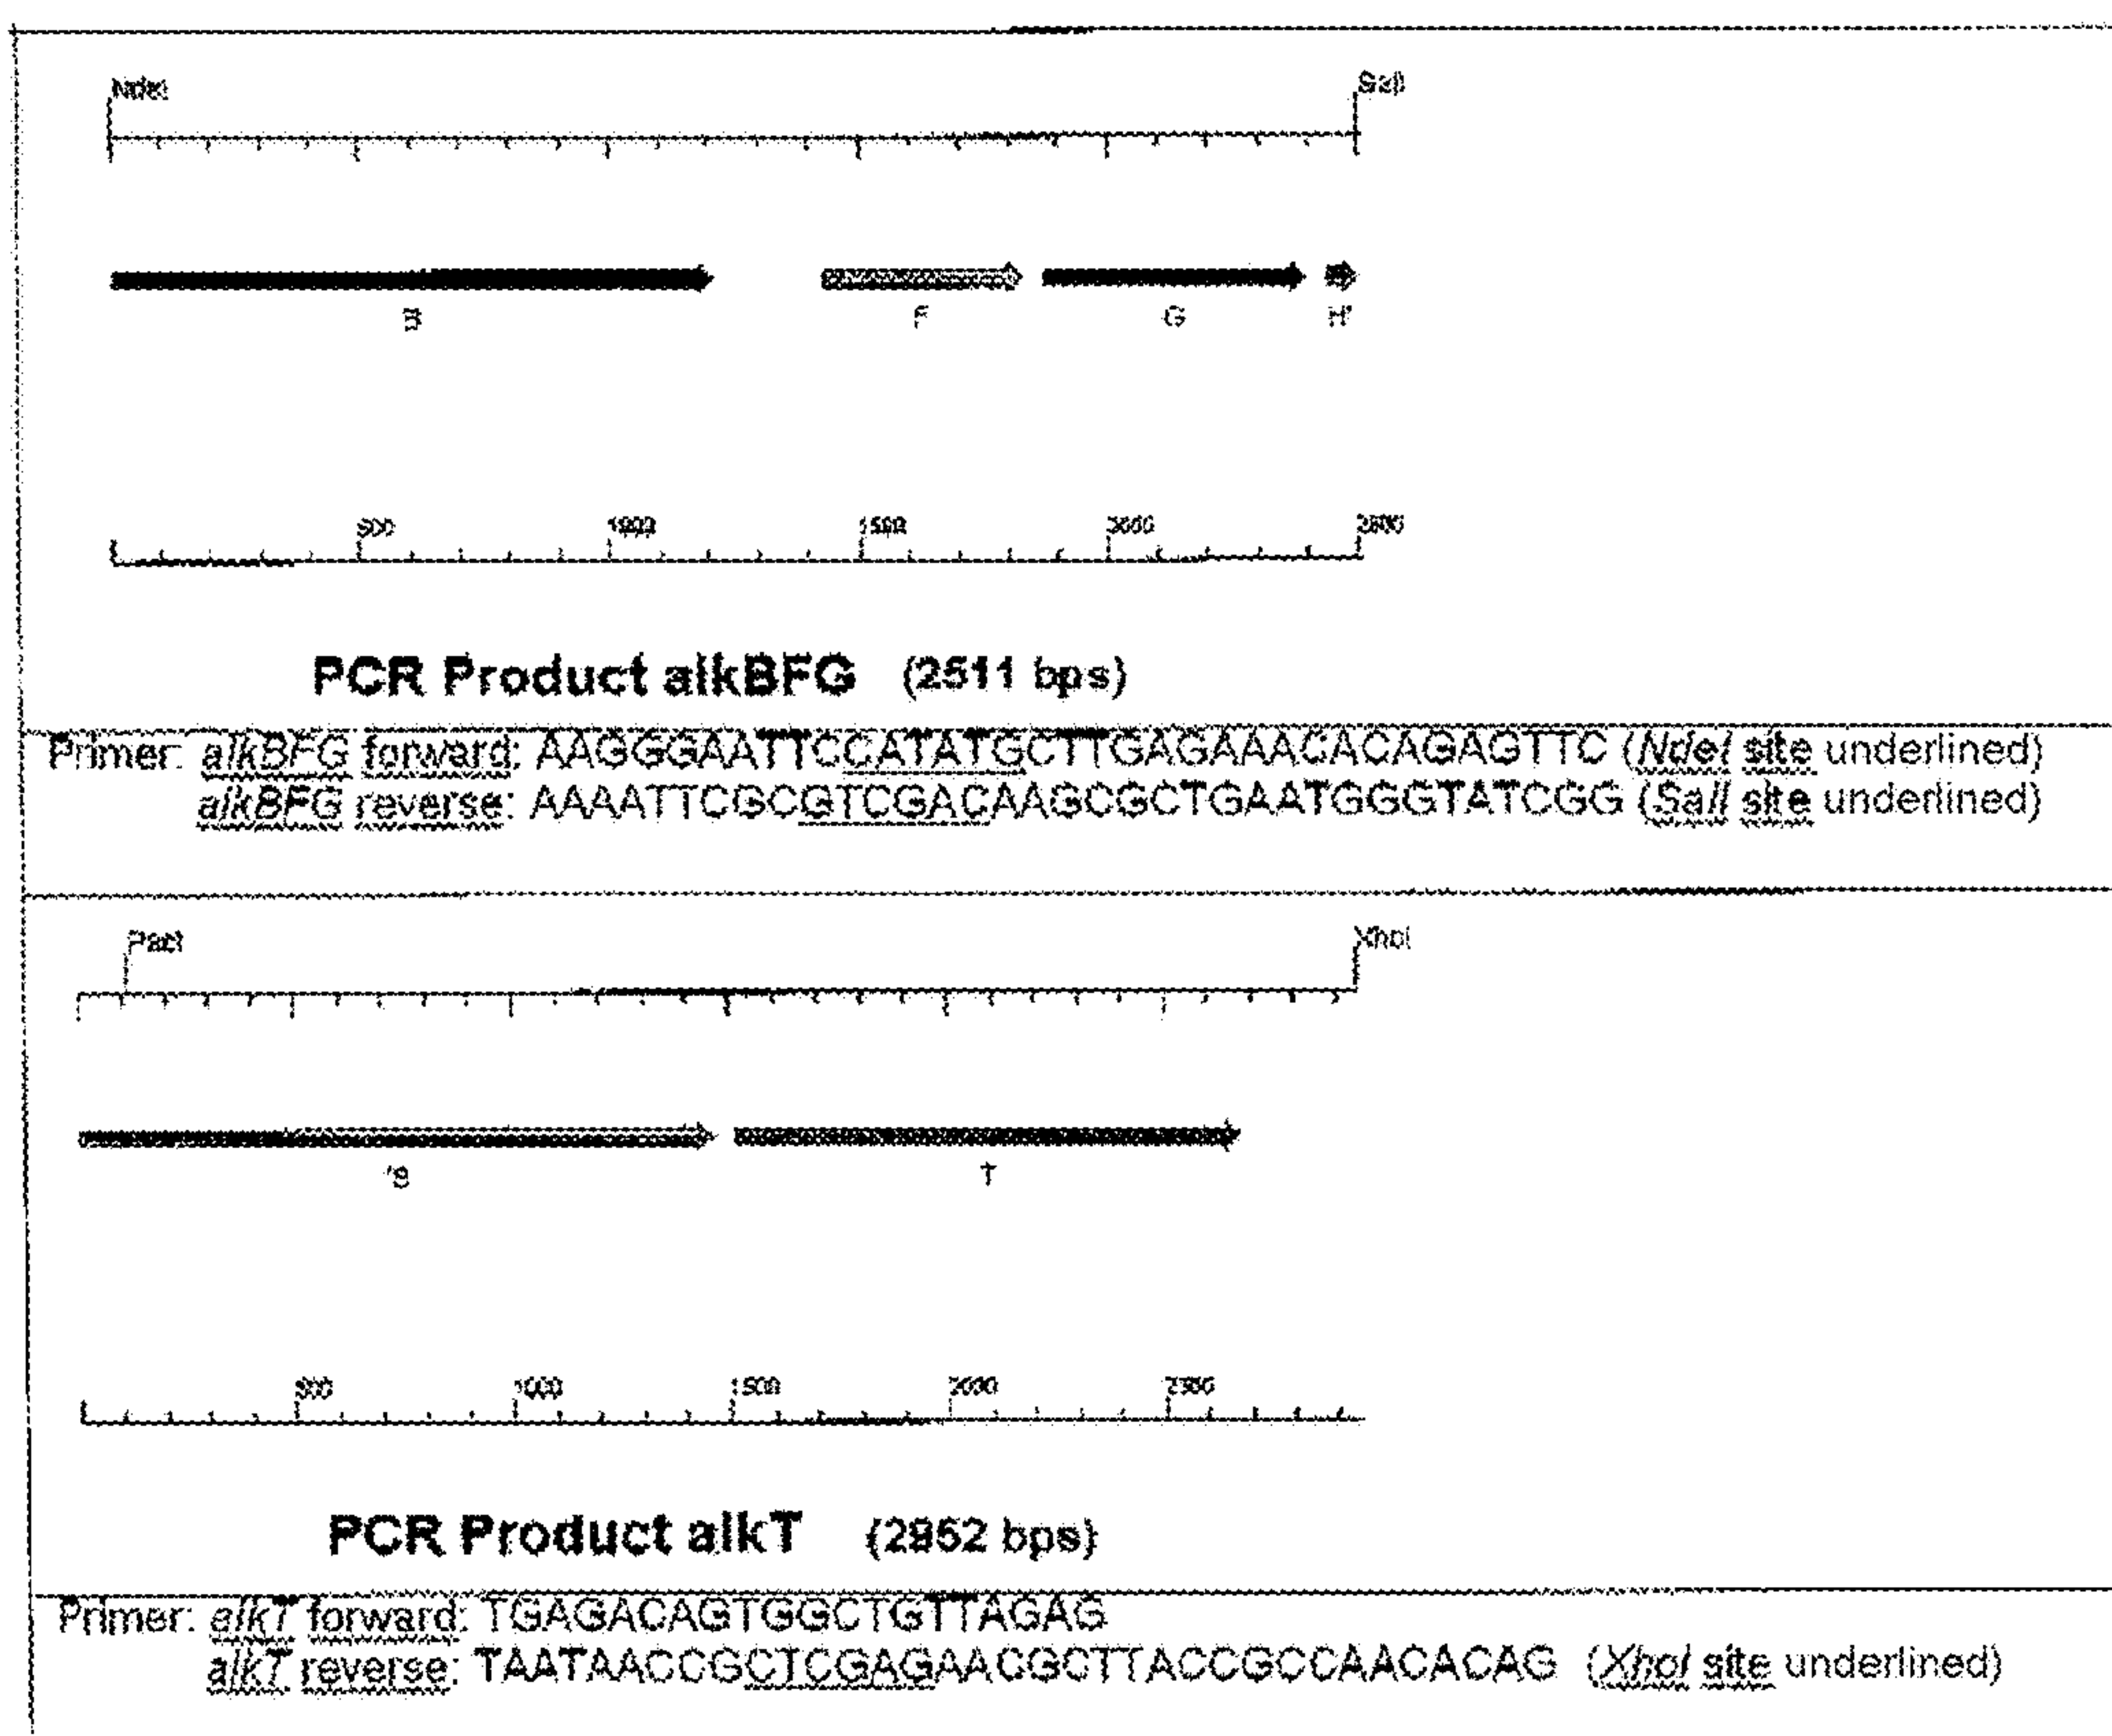 NdeI SalI
B F G H'
500 1000 1500 2000 2500
PCR Product alkBFG (2511 bps)
Primer: alkBFG forward: AAGGGAATTCCATATGCTTGAGAAACACAGAGTTC (NdeI site underlined)
alkBFG reverse: AAAATTCGCGTCGACAAGCGCTGAATGGGTATCGG (SalI site underlined)
PacI XhoI
'S T
500 1000 1500 2000 2500
PCR Product alkT (2952 bps)
Primer: alkT forward: TGAGACAGTGGCTGTTAGAG
alkT reverse: TAATAACCGCTCGAGAACGCTTACCGCCAACACAG (XhoI site underlined)